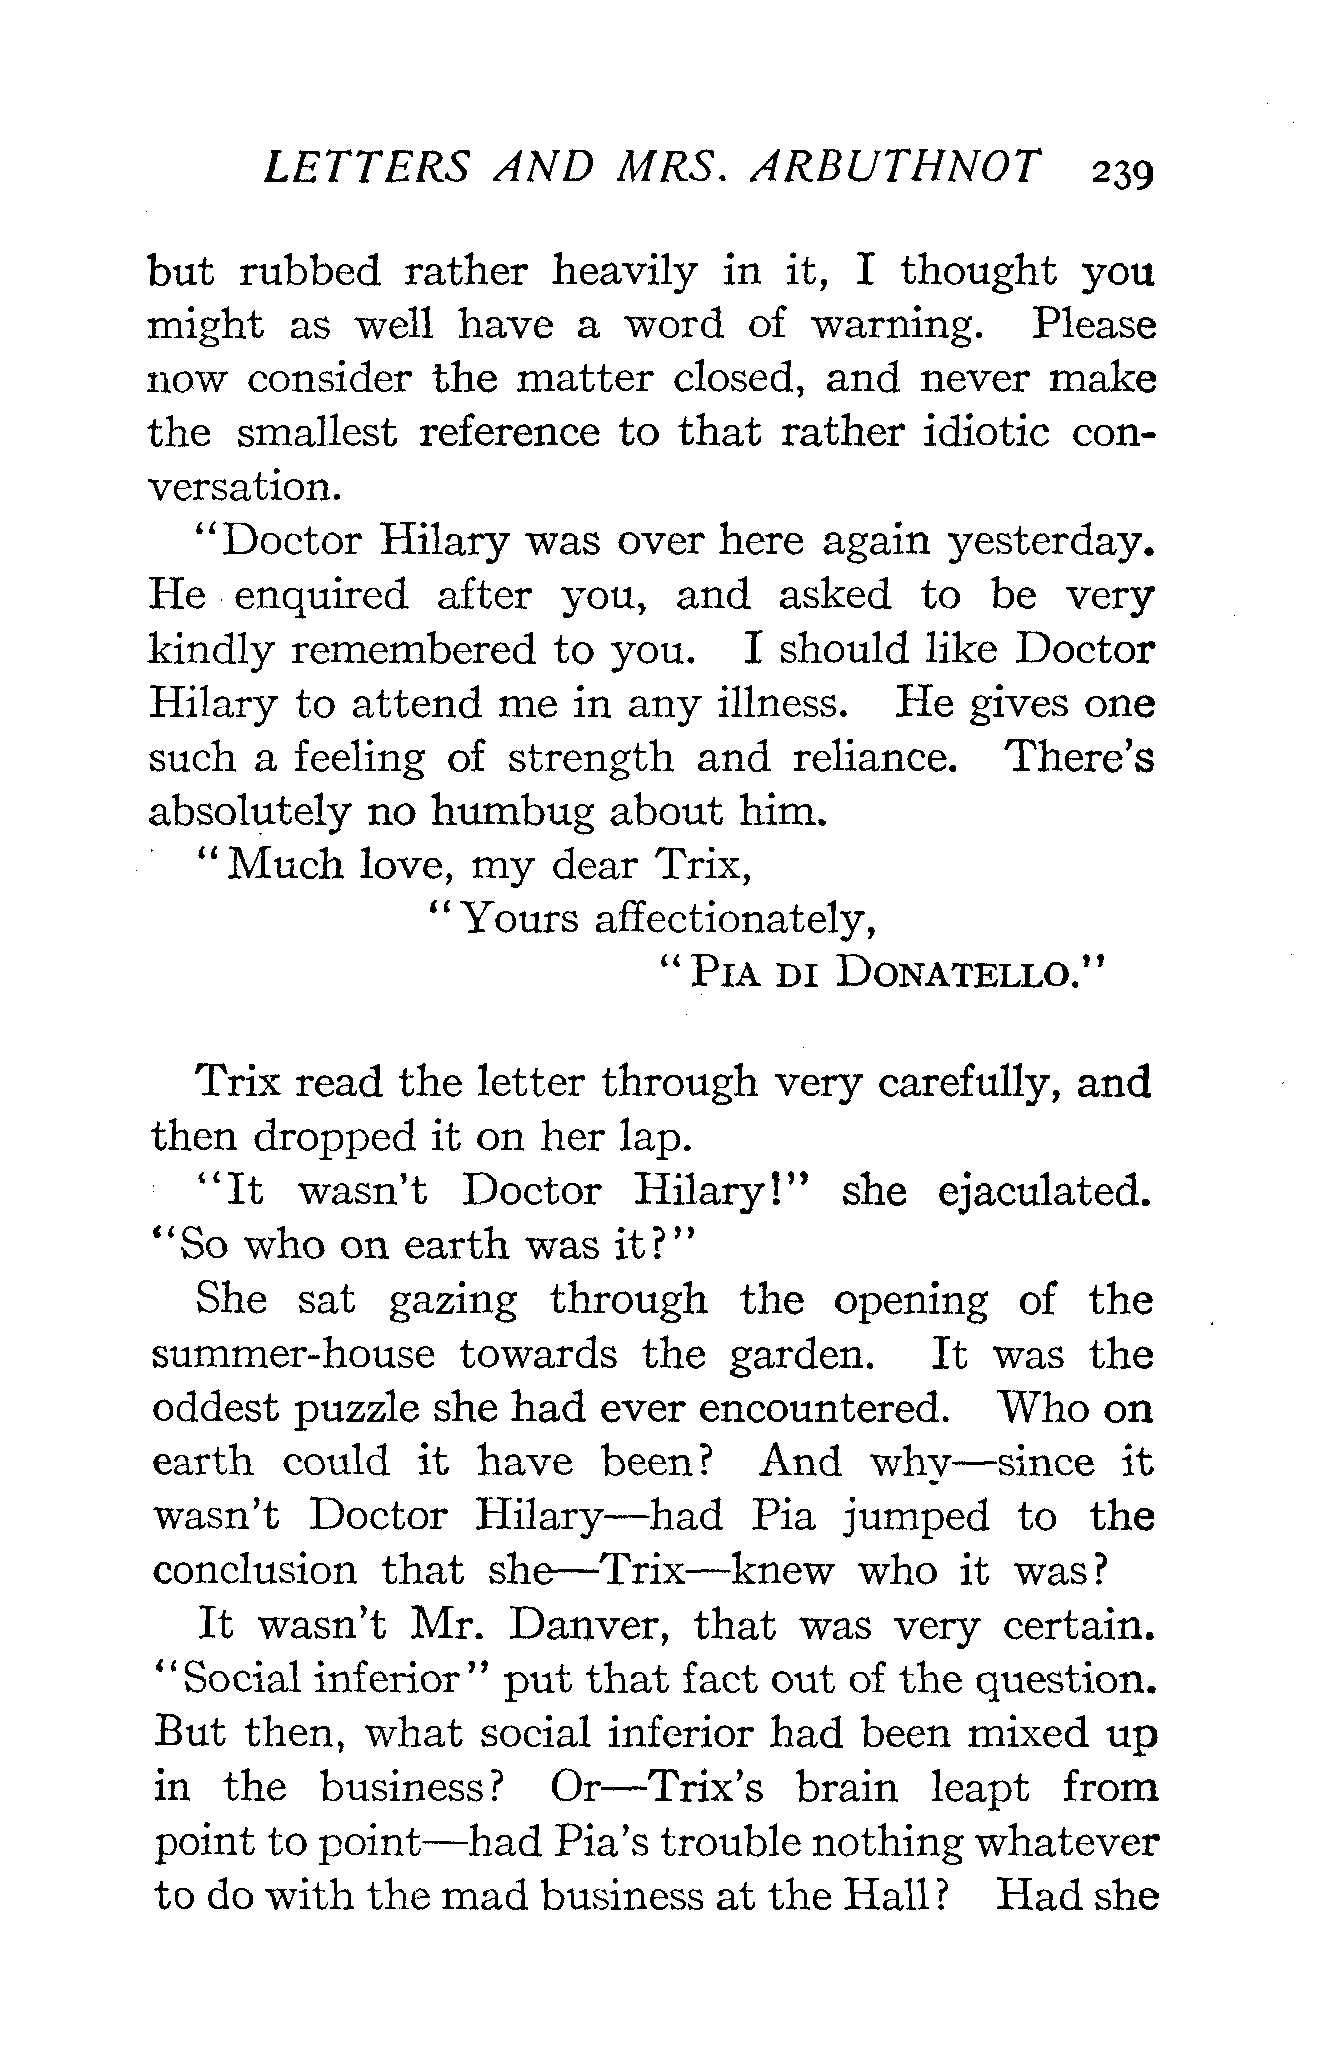 LETTERS AND MRS. ARBUTHNOT 239
but rubbed rather heavily in it, I thought you
might as well have a word of warning. Please
now consider the matter closed, and never make
the smallest reference to that rather idiotic con-
versation.
"Doctor Hilary was over here again yesterday.
He enquired after you, and asked to be very
kindly remembered to you. I should like Doctor
Hilary to attend me in any illness. He gives one
such a feeling of strength and reliance. There's
absolutely no humbug about him.
"Much love, my dear Trix,
"Yours affectionately,
"PIA DI DONATELLO."
Trix read the letter through very carefully, and
then dropped it on her lap.
"It wasn't Doctor Hilary!" she ejaculated.
"So who on earth was it?"
She sat gazing through the opening of the
summer-house towards the garden. It was the
oddest puzzle she had ever encountered. Who on
earth could it have been? And why—since it
wasn't Doctor Hilary—had Pia jumped to the
conclusion that she—Trix—knew who it was?
It wasn't Mr. Danver, that was very certain.
"Social inferior" put that fact out of the question.
But then, what social inferior had been mixed up
in the business? Or—Trix's brain leapt from
point to point—had Pia's trouble nothing whatever
to do with the mad business at the Hall? Had she